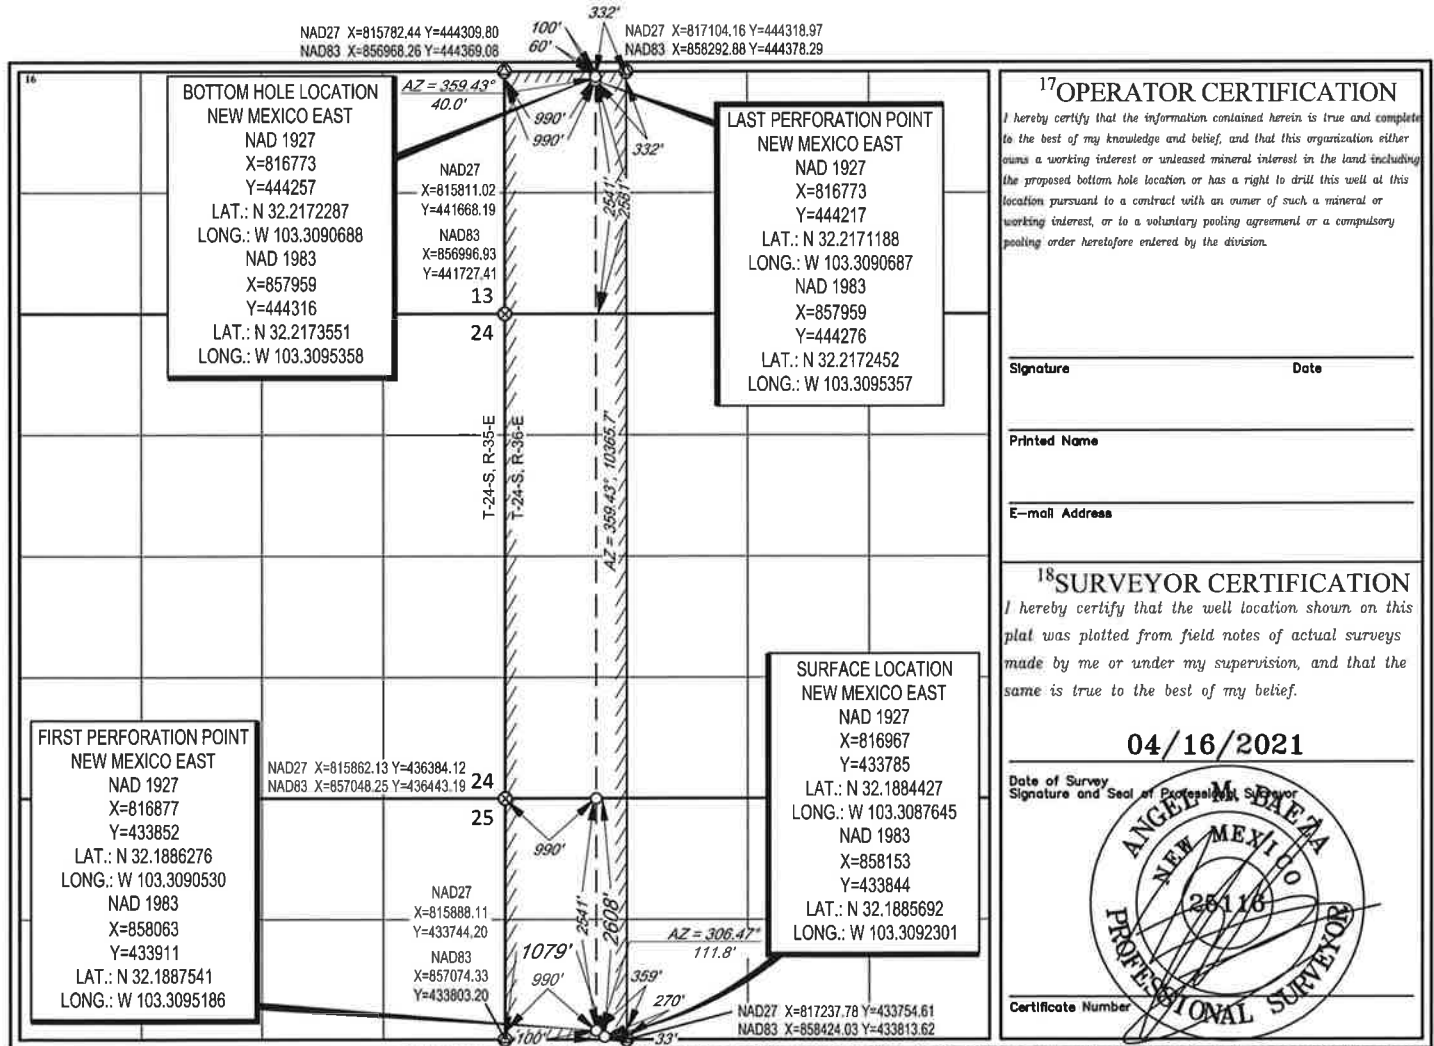 332'
NAD27 X=815782.44 Y=444309.80
NAD83 X=856968.26 Y=444369.08
100'
60'
NAD27 X=817104.16 Y=444318.97
NAD83 X=858292.88 Y=444378.29
16
BOTTOM HOLE LOCATION
NEW MEXICO EAST
NAD 1927
X=816773
Y=444257
LAT.: N 32.2172287
LONG.: W 103.3090688
NAD 1983
X=857959
Y=444316
LAT.: N 32.2173551
LONG.: W 103.3095358
AZ = 359.43°
40.0'
990'
990'
332'
2541'
2581'
LAST PERFORATION POINT
NEW MEXICO EAST
NAD 1927
X=816773
Y=444217
LAT.: N 32.2171188
LONG.: W 103.3090687
NAD 1983
X=857959
Y=444276
LAT.: N 32.2172452
LONG.: W 103.3095357
NAD27
X=815811.02
Y=441668.19
NAD83
X=856996.93
Y=441727.41
13
24
T-24-S, R-35-E
T-24-S, R-36-E
AZ = 359.43°, 10365.7'
NAD27 X=815862.13 Y=436384.12
NAD83 X=857048.25 Y=436443.19
24
25
990'
FIRST PERFORATION POINT
NEW MEXICO EAST
NAD 1927
X=816877
Y=433852
LAT.: N 32.1886276
LONG.: W 103.3090530
NAD 1983
X=858063
Y=433911
LAT.: N 32.1887541
LONG.: W 103.3095186
SURFACE LOCATION
NEW MEXICO EAST
NAD 1927
X=816967
Y=433785
LAT.: N 32.1884427
LONG.: W 103.3087645
NAD 1983
X=858153
Y=433844
LAT.: N 32.1885692
LONG.: W 103.3092301
NAD27
X=815888.11
Y=433744.20
NAD83
X=857074.33
Y=433803.20
2541'
2608'
1079'
990'
AZ = 306.47°
111.8'
359'
270'
100'
33'
NAD27 X=817237.78 Y=433754.61
NAD83 X=858424.03 Y=433813.62
17 OPERATOR CERTIFICATION
I hereby certify that the information contained herein is true and complete
to the best of my knowledge and belief, and that this organization either
owns a working interest or unleased mineral interest in the land including
the proposed bottom hole location or has a right to drill this well at this
location pursuant to a contract with an owner of such a mineral or
working interest, or to a voluntary pooling agreement or a compulsory
pooling order heretofore entered by the division.
Signature Date
Printed Name
E-mail Address
18 SURVEYOR CERTIFICATION
I hereby certify that the well location shown on this
plat was plotted from field notes of actual surveys
made by me or under my supervision, and that the
same is true to the best of my belief.
04/16/2021
Date of Survey
Signature and Seal of Professional Surveyor
ANGEL M. BAEZA
NEW MEXICO
25116
PROFESSIONAL SURVEYOR
Certificate Number